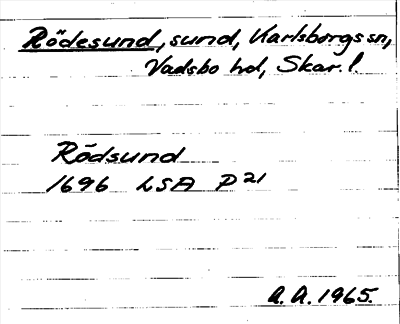 Rödesund, sund, Karlsborgs sn,
Vadsbo hd, Skar. l.
Rödsund
1696 LSA P 21
A. A. 1965.